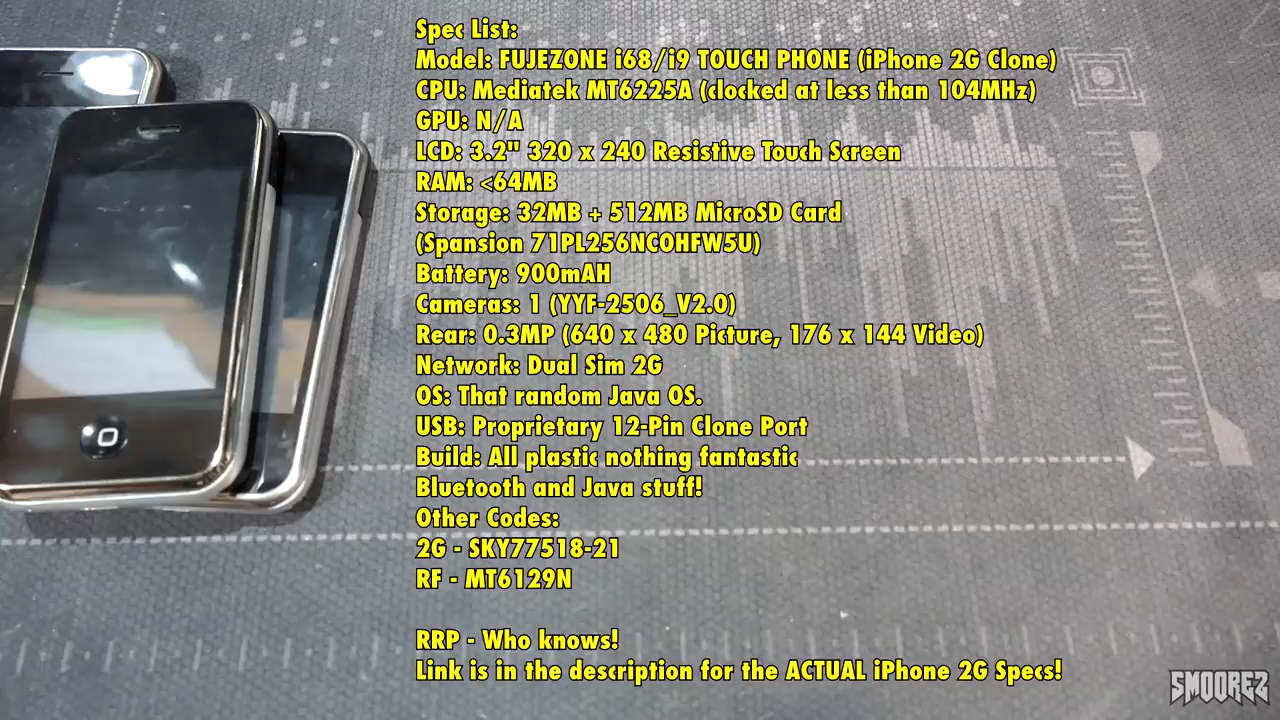 Spec List:
Model: FUJEZONE i68/i9 TOUCH PHONE (iPhone 2G Clone)
CPU: Mediatek MT6225A (clocked at less than 104MHz)
GPU: N/A
LCD: 3.2" 320 x 240 Resistive Touch Screen
RAM: <64MB
Storage: 32MB + 512MB MicroSD Card
(Spansion 71PL256NC0HFW5U)
Battery: 900mAH
Cameras: 1 (YYF-2506_V2.0)
Rear: 0.3MP (640 x 480 Picture, 176 x 144 Video)
Network: Dual Sim 2G
OS: That random Java OS.
USB: Proprietary 12-Pin Clone Port
Build: All plastic nothing fantastic
Bluetooth and Java stuff!
Other Codes:
2G - SKY77518-21
RF - MT6129N
RRP - Who knows!
Link is in the description for the ACTUAL iPhone 2G Specs!
SMOOREZ